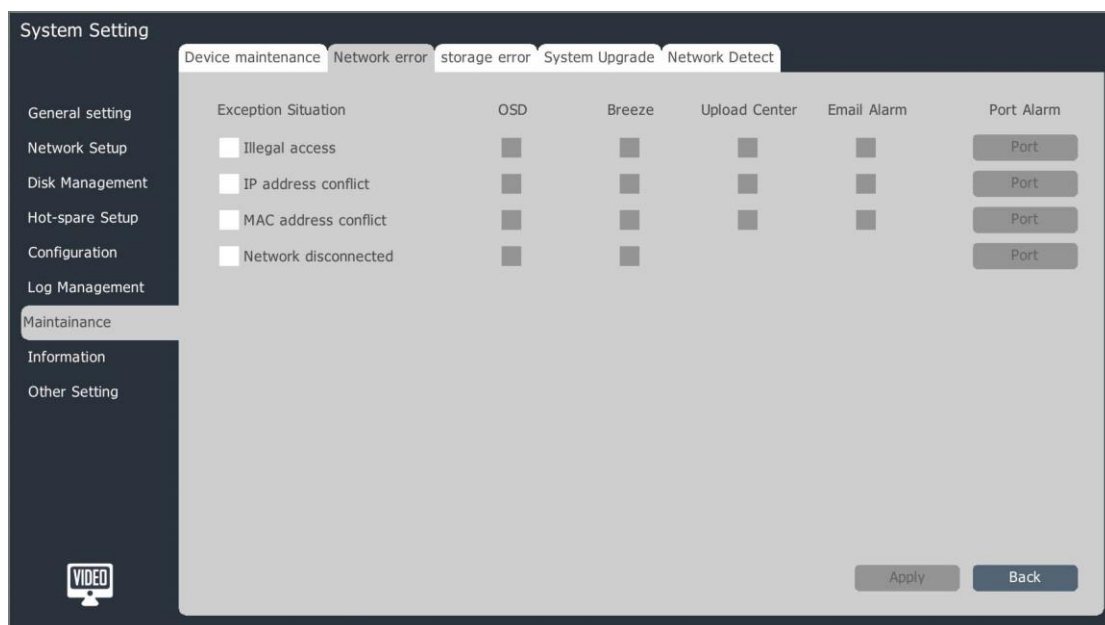 System Setting
Device maintenance Network error storage error System Upgrade Network Detect
General setting
Network Setup
Disk Management
Hot-spare Setup
Configuration
Log Management
Maintainance
Information
Other Setting
Exception Situation OSD Breeze Upload Center Email Alarm Port Alarm
Illegal access Port
IP address conflict Port
MAC address conflict Port
Network disconnected Port
Apply Back
VIDEO